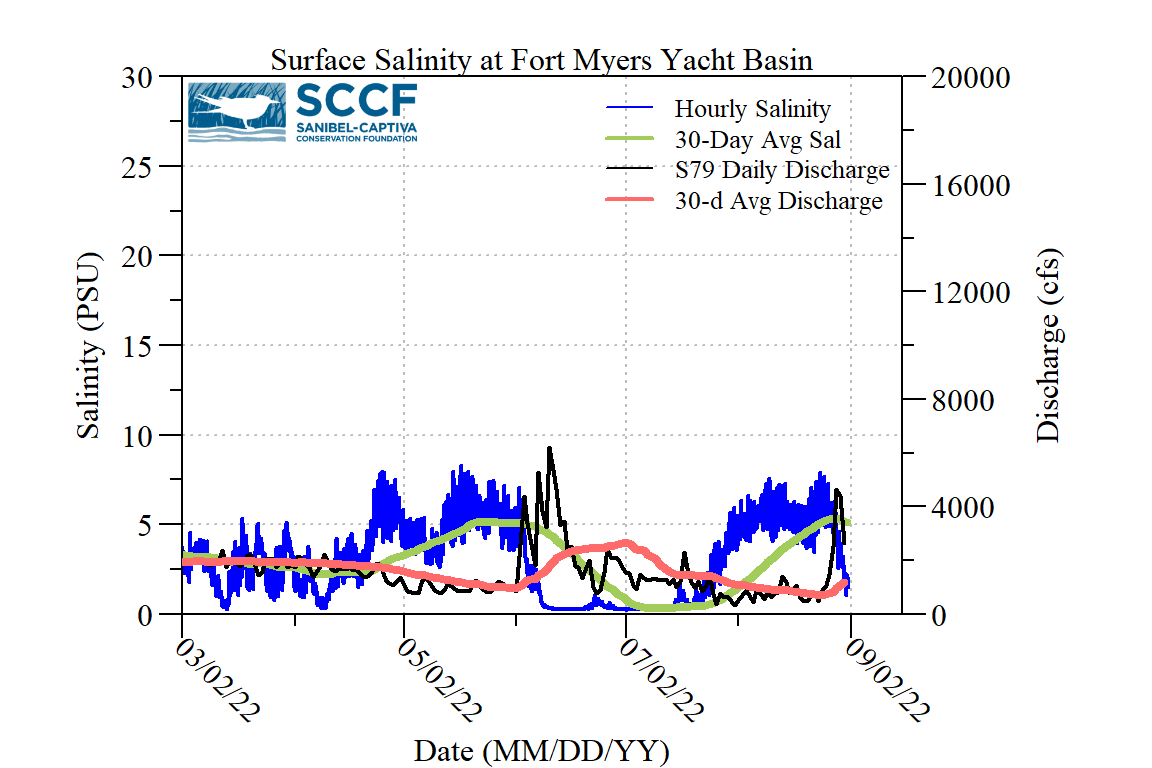 Surface Salinity at Fort Myers Yacht Basin
SCCF
SANIBEL-CAPTIVA
CONSERVATION FOUNDATION
Hourly Salinity
30-Day Avg Sal
S79 Daily Discharge
30-d Avg Discharge
30
25
20
15
10
5
0
Salinity (PSU)
20000
16000
12000
8000
4000
0
Discharge (cfs)
03/02/22
05/02/22
07/02/22
09/02/22
Date (MM/DD/YY)